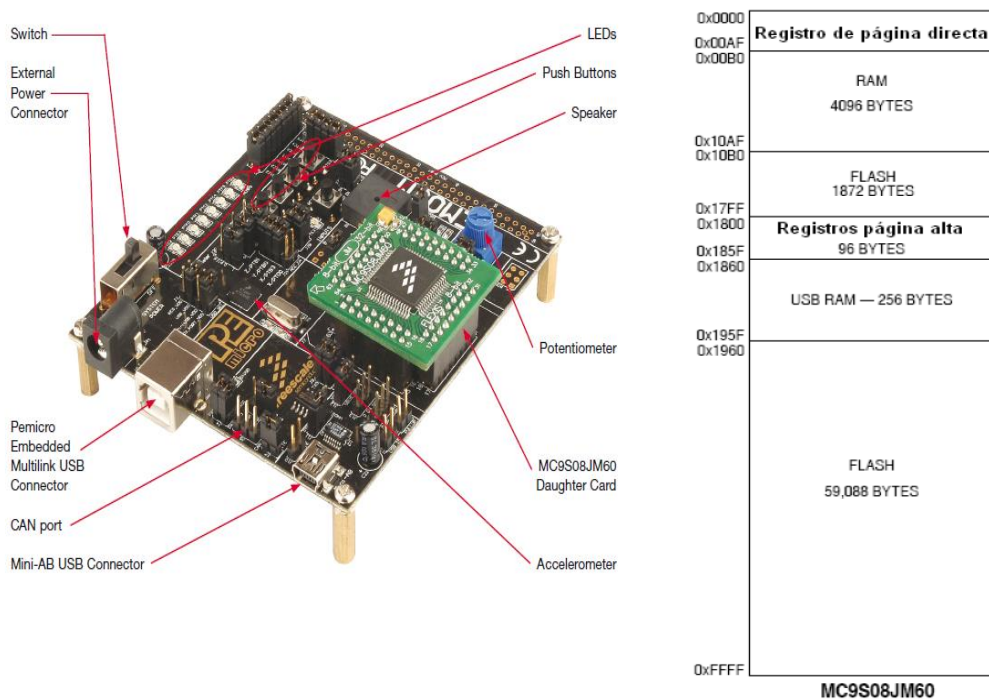 Switch
External
Power
Connector
Pemicro
Embedded
Multilink USB
Connector
CAN port
Mini-AB USB Connector
LEDs
Push Buttons
Speaker
Potentiometer
MC9S08JM60
Daughter Card
Accelerometer
PE
micro
freescale
0x0000
Registro de página directa
0x00AF
0x00B0
RAM
4096 BYTES
0x10AF
0x10B0
FLASH
1872 BYTES
0x17FF
0x1800
Registros página alta
96 BYTES
0x185F
0x1860
USB RAM — 256 BYTES
0x195F
0x1960
FLASH
59,088 BYTES
0xFFFF
MC9S08JM60